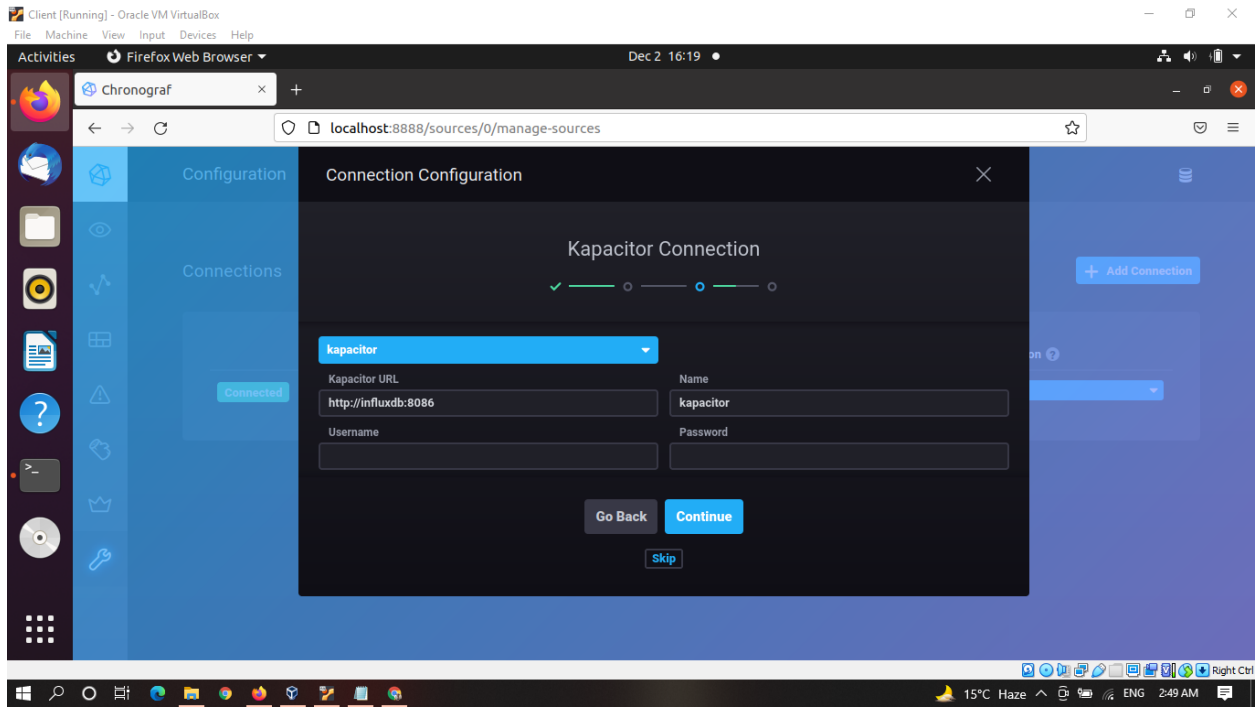 Client [Running] - Oracle VM VirtualBox
File Machine View Input Devices Help
Activities Firefox Web Browser Dec 2 16:19
Chronograf
localhost:8888/sources/0/manage-sources
Configuration
Connection Configuration
Kapacitor Connection
Connections
+ Add Connection
kapacitor
on ?
Kapacitor URL
Name
Connected
http://influxdb:8086
kapacitor
Username
Password
Go Back
Continue
Skip
Right Ctrl
15°C Haze ENG 2:49 AM